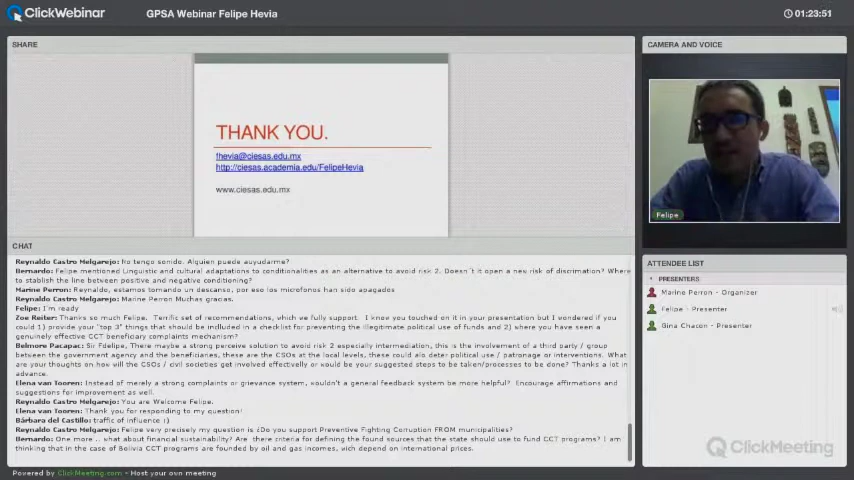 ClickWebinar
GPSA Webinar Felipe Hevia
01:23:51
SHARE
THANK YOU.
fhevia@ciesas.edu.mx
http://ciesas.academia.edu/FelipeHevia
www.ciesas.edu.mx
CHAT
Reynaldo Castro Melgarejo: No tengo sonido. Alguien puede auyudarme?
Bernardo: Felipe mentioned Linguistic and cultural adaptations to conditionalities as an alternative to avoid risk 2. Doesn´t it open a new risk of discrimation? Where
to stablish the line between positive and negative conditioning?
Marine Perron: Reynaldo, estamos tomando un descanso, por eso los microfonos han sido apagados
Reynaldo Castro Melgarejo: Marine Perron Muchas gracias.
Felipe: I´m ready
Zoe Reiter: Thanks so much Felipe. Terrific set of recommendations, which we fully support. I know you touched on it in your presentation but I wondered if you
could 1) provide your "top 3" things that should be included in a checklist for preventing the illegitimate political use of funds and 2) where you have seen a
genuinely effective CCT beneficiary complaints mechanism?
Belmore Pacapac: Sir Fdelipe, There maybe a strong perceive solution to avoid risk 2 especially intermediation, this is the involvement of a third party / group
between the government agency and the beneficiaries, these are the CSOs at the local levels, these could alo deter political use / patronage or interventions. What
are your thoughts on how will the CSOs / civil societies get involved effectivelly or would be your suggested steps to be taken/processes to be done? Thanks a lot in
advance.
Elena van Tooren: Instead of merely a strong complaints or grievance system, wouldn't a general feedback system be more helpful? Encourage affirmations and
suggestions for improvement as well.
Reynaldo Castro Melgarejo: You are Welcome Felipe.
Elena van Tooren: Thank you for responding to my question!
Bárbara del Castillo: traffic of influence :)
Reynaldo Castro Melgarejo: Felipe very precisely my question is ¿Do you support Preventive Fighting Corruption FROM municipalities?
Bernardo: One more .. what about financial sustainability? Are there criteria for defining the found sources that the state should use to fund CCT programs? I am
thinking that in the case of Bolivia CCT programs are founded by oil and gas incomes, wich depend on international prices.
CAMERA AND VOICE
Felipe
ATTENDEE LIST
PRESENTERS
Marine Perron - Organizer
Felipe - Presenter
Gina Chacon - Presenter
ClickMeeting
Powered by ClickMeeting.com - Host your own meeting